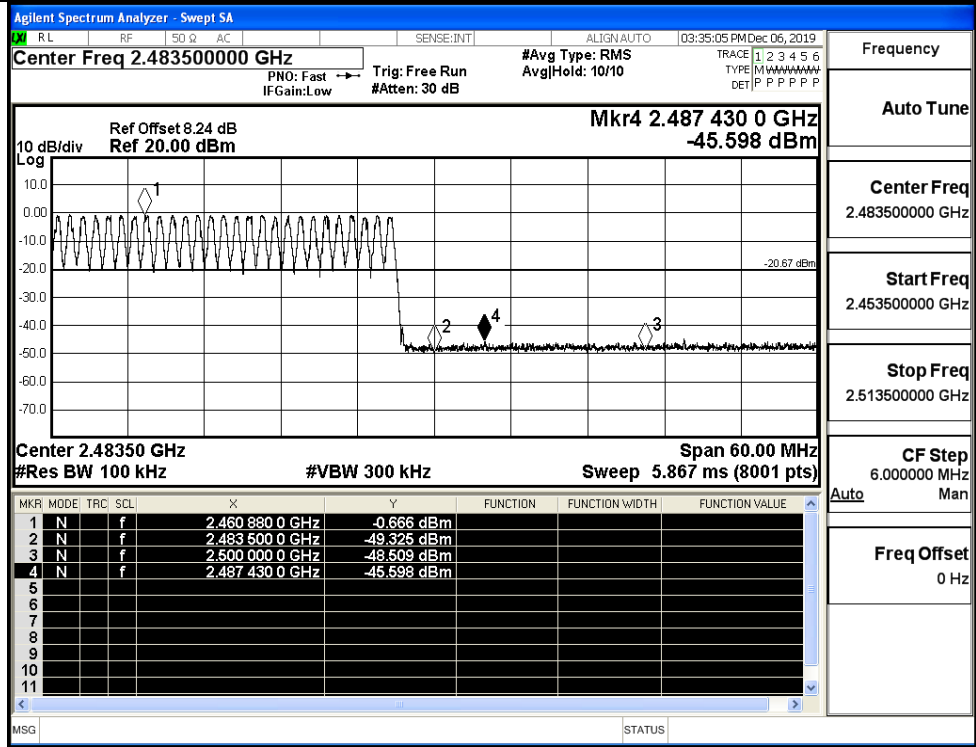 Agilent Spectrum Analyzer - Swept SA
LXI RL RF 50 Ω AC SENSE:INT ALIGNAUTO 03:35:05 PM Dec 06, 2019
Center Freq 2.483500000 GHz
PNO: Fast
IFGain:Low
Trig: Free Run
#Atten: 30 dB
#Avg Type: RMS
Avg|Hold: 10/10
TRACE 1 2 3 4 5 6
TYPE M W W W W W
DET P P P P P P
Mkr4 2.487 430 0 GHz
-45.598 dBm
Ref Offset 8.24 dB
10 dB/div Ref 20.00 dBm
Log
10.0
0.00
-10.0
-20.0
-30.0
-40.0
-50.0
-60.0
-70.0
1
2
4
3
-20.67 dBm
Center 2.48350 GHz Span 60.00 MHz
#Res BW 100 kHz #VBW 300 kHz Sweep 5.867 ms (8001 pts)
MKR MODE TRC SCL X Y FUNCTION FUNCTION WIDTH FUNCTION VALUE
1 N f 2.460 880 0 GHz -0.666 dBm
2 N f 2.483 500 0 GHz -49.325 dBm
3 N f 2.500 000 0 GHz -48.509 dBm
4 N f 2.487 430 0 GHz -45.598 dBm
5
6
7
8
9
10
11
MSG STATUS
Frequency
Auto Tune
Center Freq
2.483500000 GHz
Start Freq
2.453500000 GHz
Stop Freq
2.513500000 GHz
CF Step
6.000000 MHz
Auto Man
Freq Offset
0 Hz